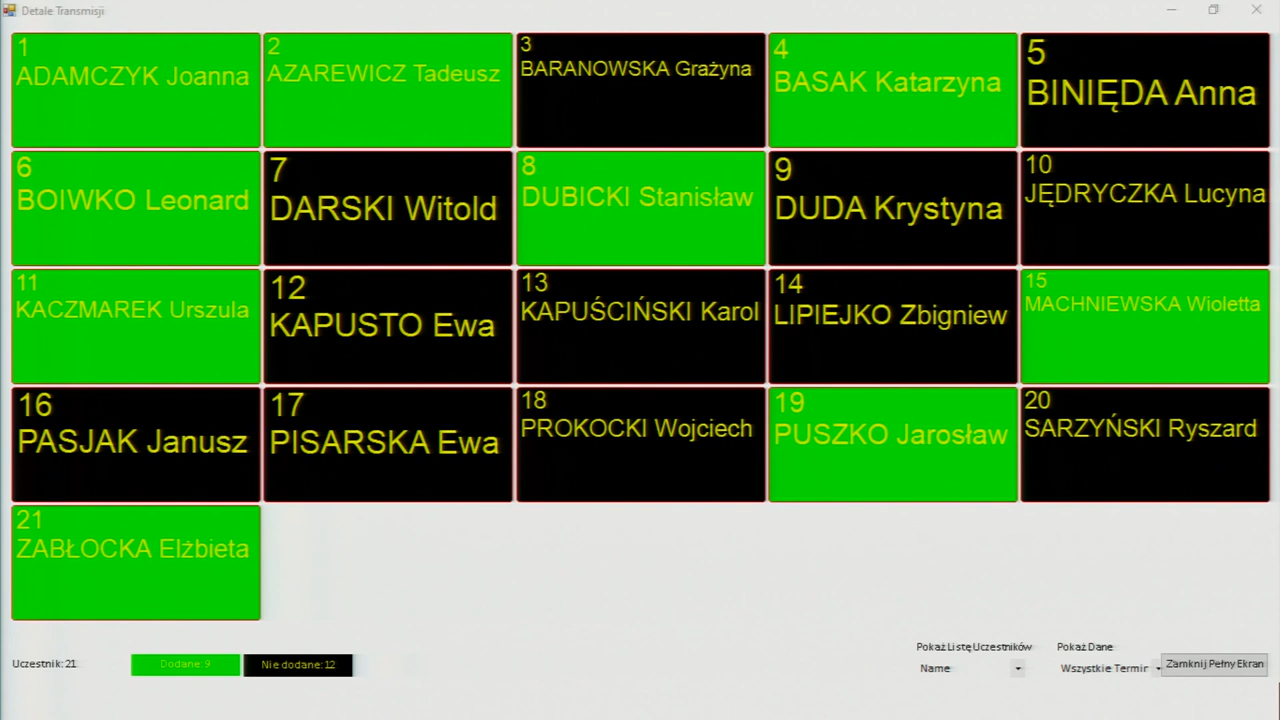 Detale Transmisji
1
ADAMCZYK Joanna
2
AZAREWICZ Tadeusz
3
BARANOWSKA Grażyna
4
BASAK Katarzyna
5
BINIĘDA Anna
6
BOIWKO Leonard
7
DARSKI Witold
8
DUBICKI Stanisław
9
DUDA Krystyna
10
JĘDRYCZKA Lucyna
11
KACZMAREK Urszula
12
KAPUSTO Ewa
13
KAPUŚCIŃSKI Karol
14
LIPIEJKO Zbigniew
15
MACHNIEWSKA Wioletta
16
PASJAK Janusz
17
PISARSKA Ewa
18
PROKOCKI Wojciech
19
PUSZKO Jarosław
20
SARZYŃSKI Ryszard
21
ZABŁOCKA Elżbieta
Uczestnik: 21
Dodane: 9
Nie dodane: 12
Pokaż Listę Uczestników
Name
Pokaż Dane
Wszystkie Termir
Zamknij Pełny Ekran